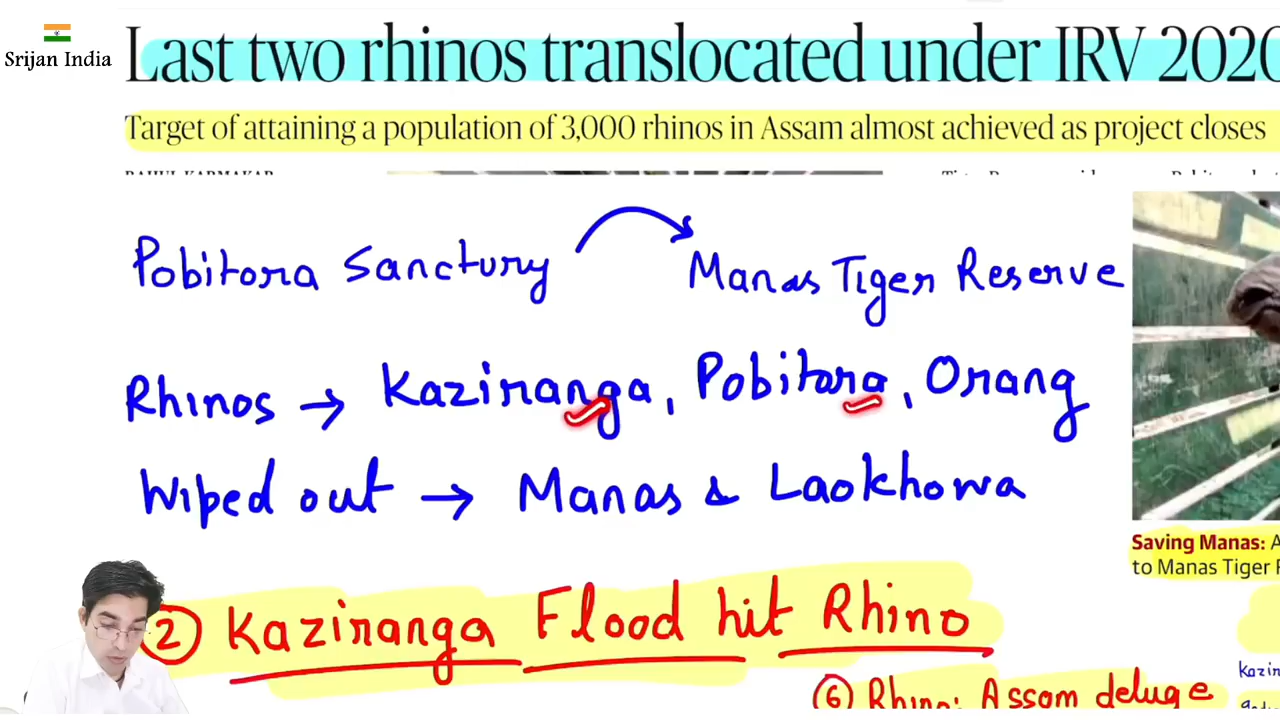 Srijan India
Last two rhinos translocated under IRV 2020
Target of attaining a population of 3,000 rhinos in Assam almost achieved as project closes
Pobitora Sanctury
Manas Tiger Reserve
Rhinos → Kaziranga, Pobitora, Orang
Wiped out → Manas & Laokhowa
Saving Manas: A
to Manas Tiger
② Kaziranga Flood hit Rhino
⑥ Rhino: Assam deluge